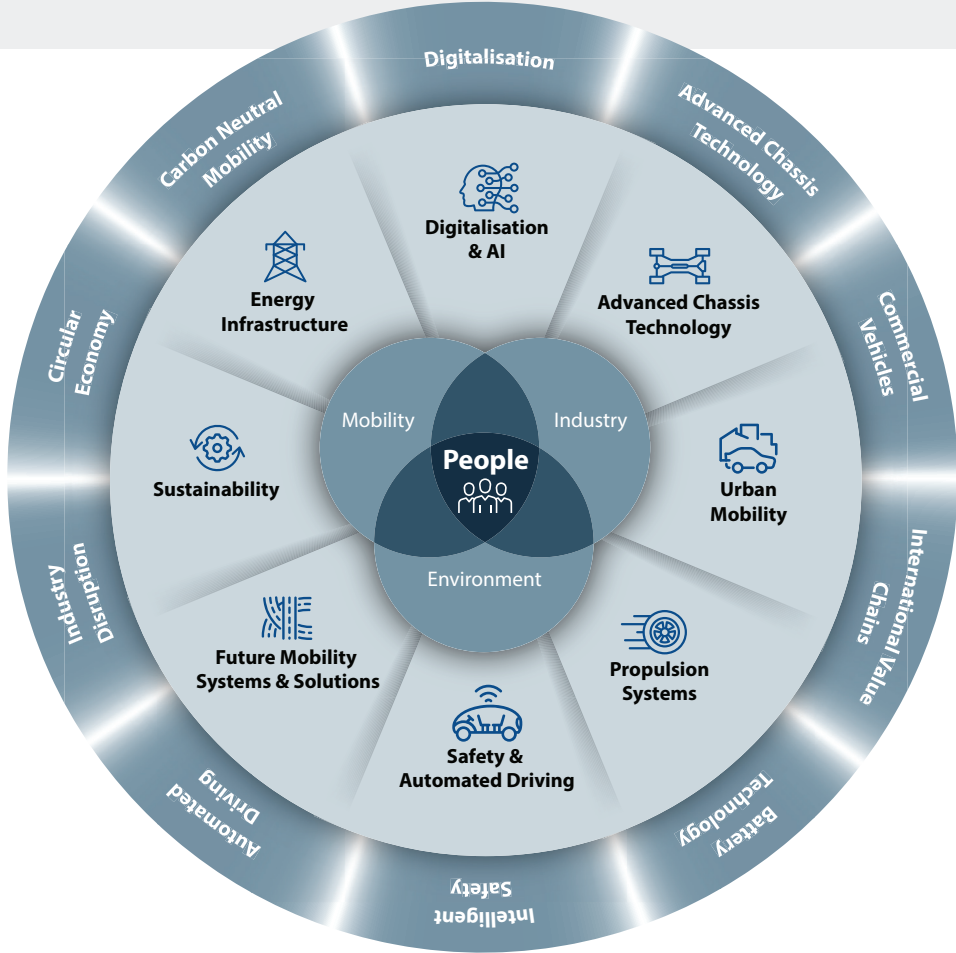 Digitalisation
Advanced Chassis
Technology
Commercial
Vehicles
International Value
Chains
Battery
Technology
Intelligent
Safety
Automated
Driving
Industry
Disruption
Circular
Economy
Carbon Neutral
Mobility
Digitalisation
& AI
Advanced Chassis
Technology
Urban
Mobility
Propulsion
Systems
Safety &
Automated Driving
Future Mobility
Systems & Solutions
Sustainability
Energy
Infrastructure
Mobility
Industry
People
Environment